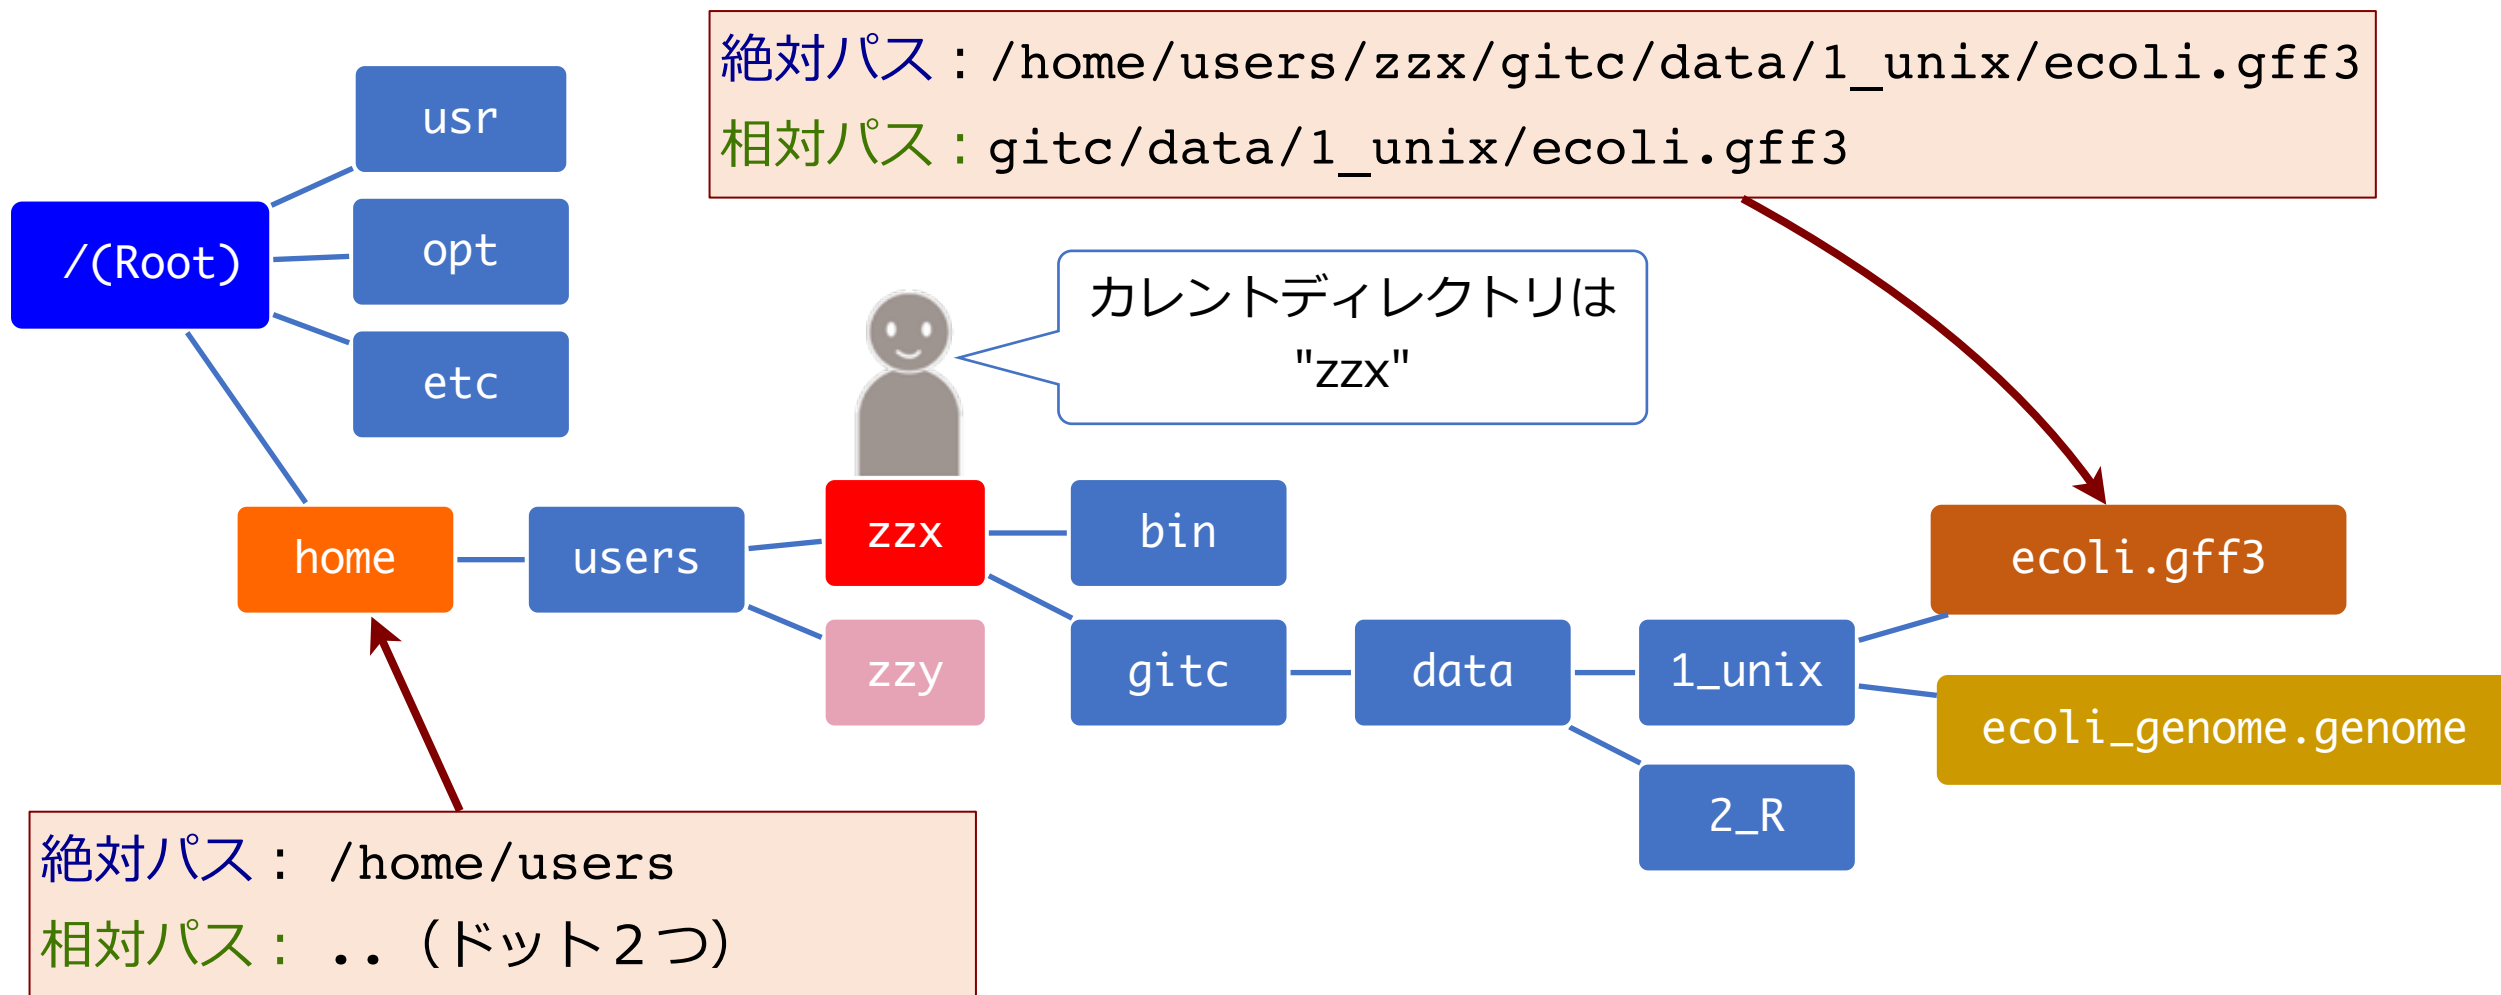 絶対パス：/home/users/zzx/gitc/data/1_unix/ecoli.gff3
相対パス：gitc/data/1_unix/ecoli.gff3
usr
/(Root)
opt
etc
カレントディレクトリは
"zzx"
home
users
zzx
bin
ecoli.gff3
zzy
gitc
data
1_unix
ecoli_genome.genome
2_R
絶対パス： /home/users
相対パス： ..（ドット２つ）